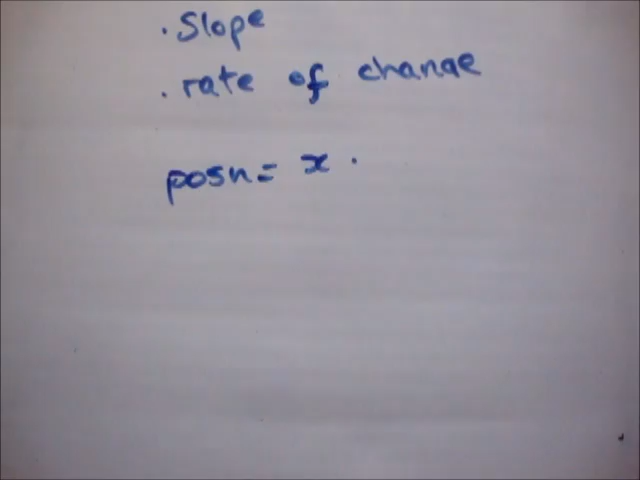 . Slope
. rate of change
posn = x .